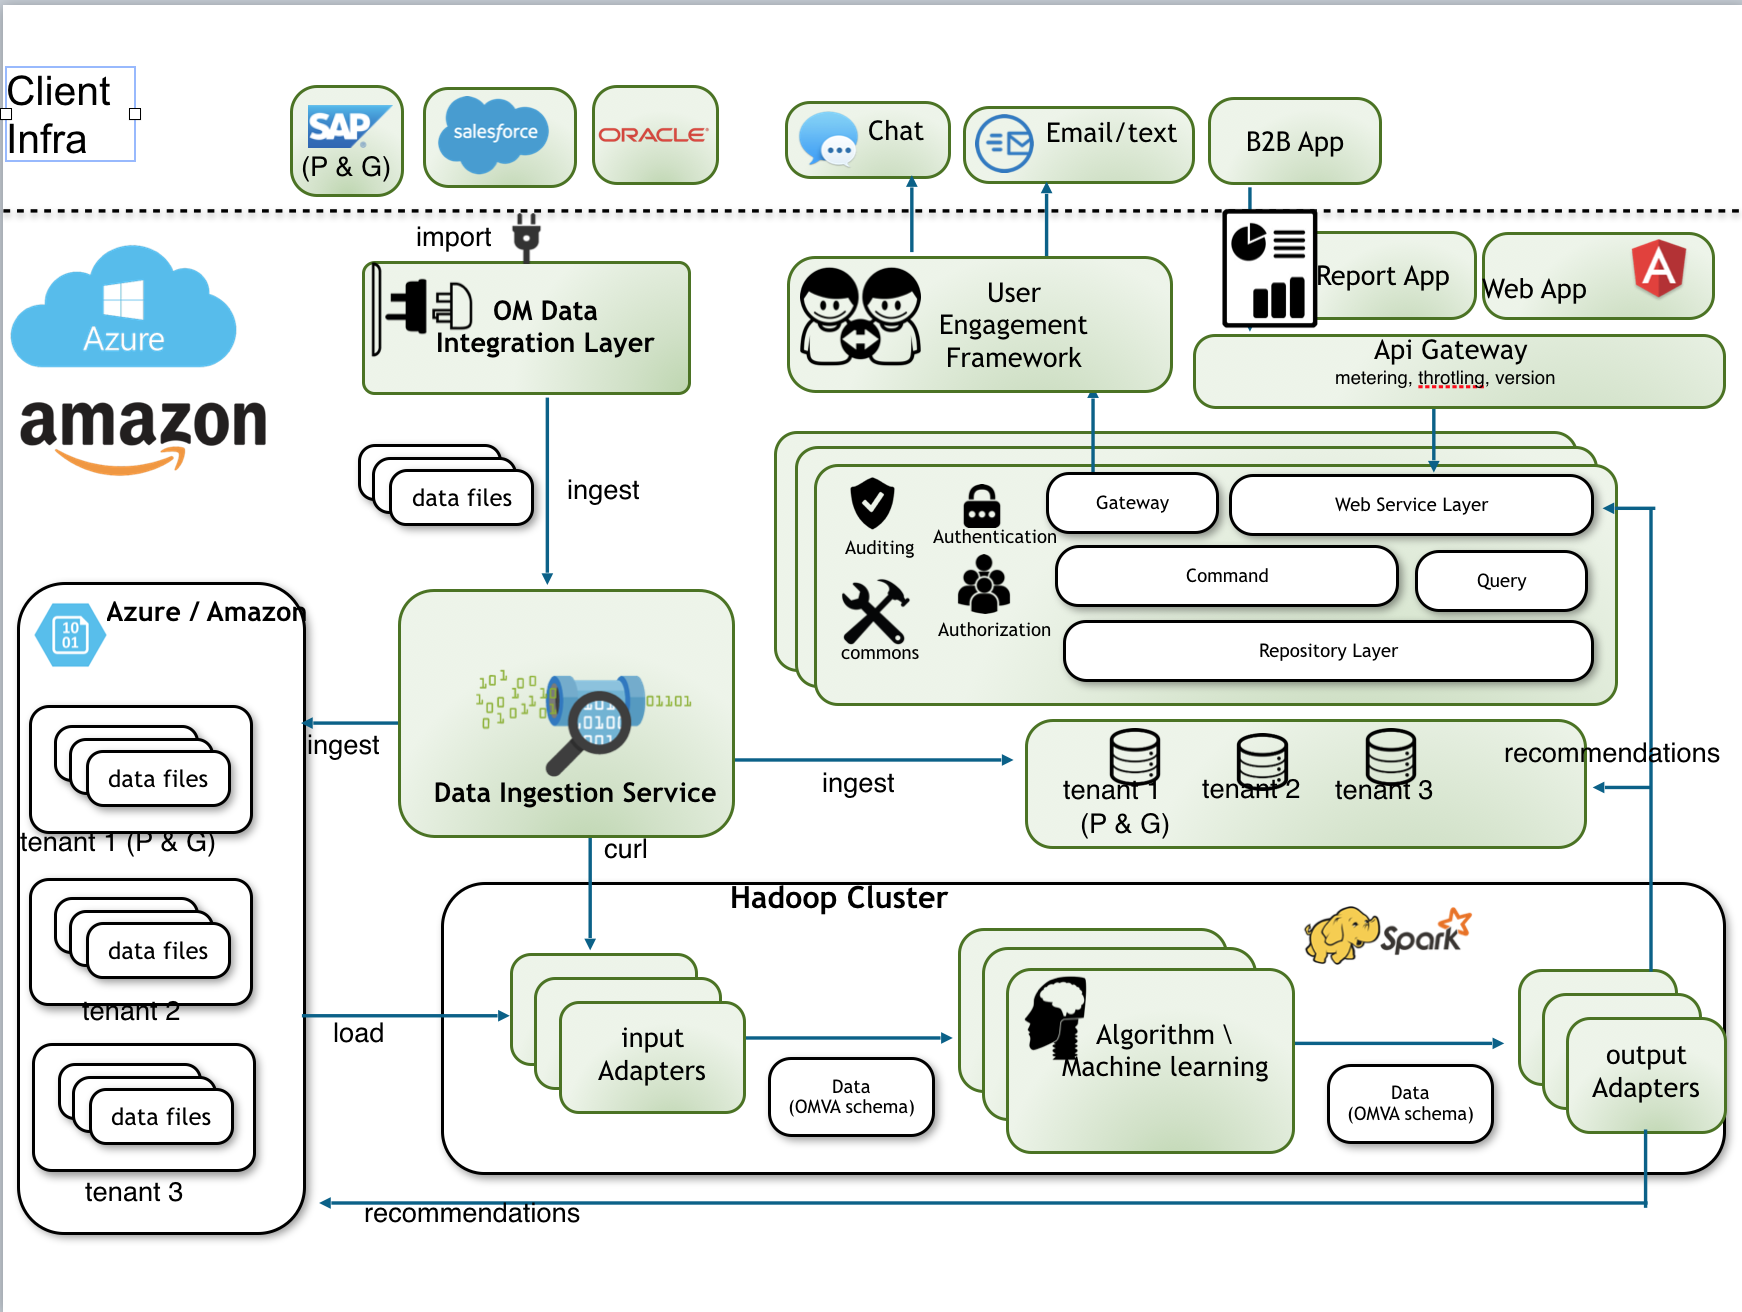 Client
Infra
SAP
(P & G)
salesforce
ORACLE
Chat
Email/text
B2B App
import
Report App
Web App
A
Azure
amazon
OM Data
Integration Layer
User
Engagement
Framework
Api Gateway
metering, throtling, version
data files
ingest
Auditing
Authentication
commons
Authorization
Gateway
Web Service Layer
Command
Query
Repository Layer
10
01
Azure / Amazon
data files
tenant 1 (P & G)
data files
tenant 2
data files
tenant 3
ingest
01101
Data Ingestion Service
ingest
curl
tenant 1
(P & G)
tenant 2
tenant 3
recommendations
Hadoop Cluster
Spark
load
input
Adapters
Data
(OMVA schema)
Algorithm \
Machine learning
Data
(OMVA schema)
output
Adapters
recommendations